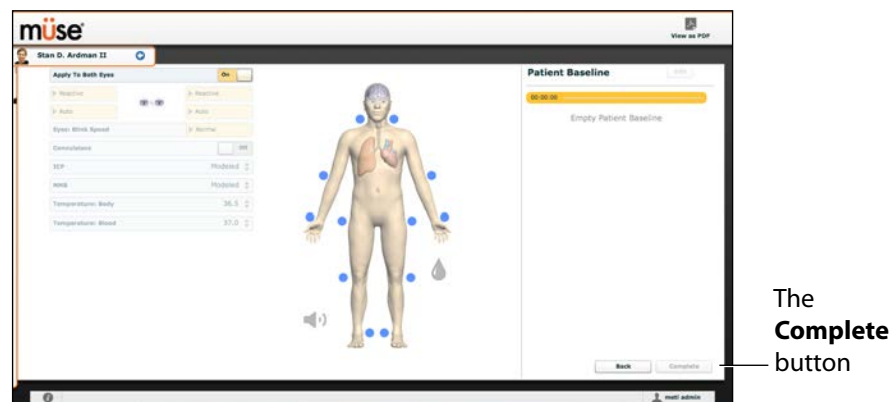 müse
View as PDF
Stan D. Ardman II
Apply To Both Eyes On
Patient Baseline
▹ Reactive ▹ Reactive
00:00:00
▹ Auto ▹ Auto
Empty Patient Baseline
Eyes: Blink Speed ▹ Normal
Convulsions Off
ICP Modeled
NMB Modeled
Temperature: Body 36.5
Temperature: Blood 37.0
The
Complete
button
Back Complete
meti admin